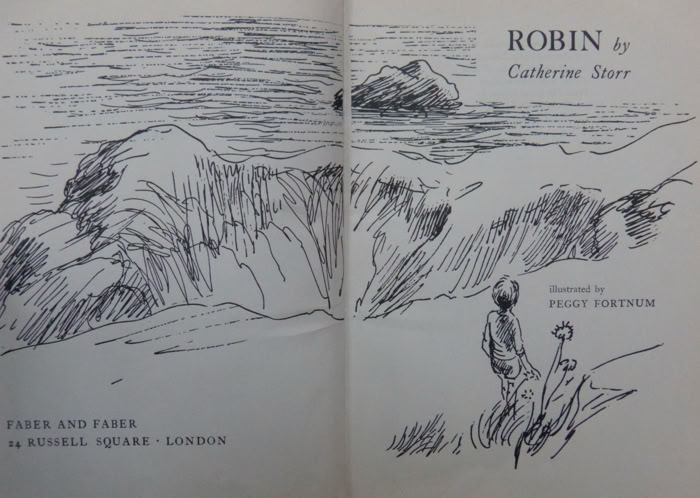 ROBIN by
Catherine Storr
illustrated by
PEGGY FORTNUM
FABER AND FABER
24 RUSSELL SQUARE · LONDON